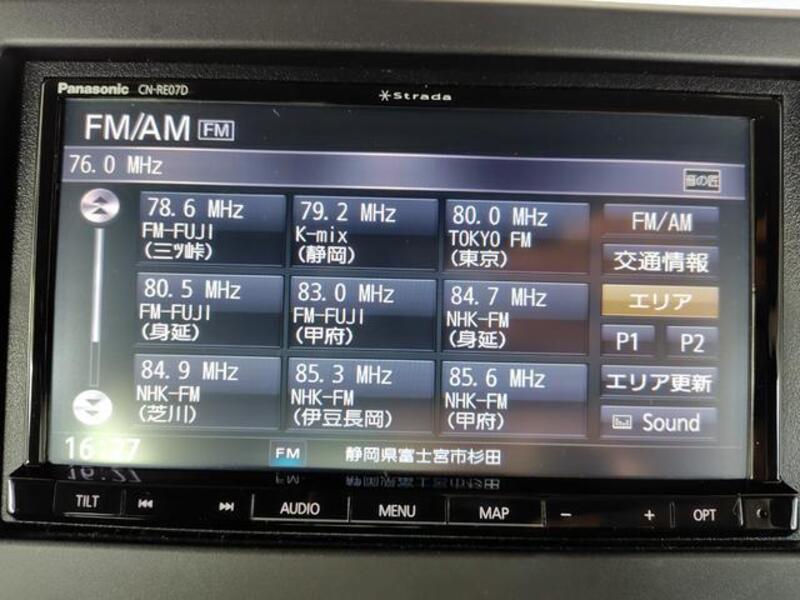 Panasonic CN-RE07D
Strada
FM/AM FM
76.0 MHz
音の匠
78.6 MHz
FM-FUJI
(三ツ峠)
79.2 MHz
K-mix
(静岡)
80.0 MHz
TOKYO FM
(東京)
FM/AM
交通情報
80.5 MHz
FM-FUJI
(身延)
83.0 MHz
FM-FUJI
(甲府)
84.7 MHz
NHK-FM
(身延)
エリア
P1 P2
84.9 MHz
NHK-FM
(芝川)
85.3 MHz
NHK-FM
(伊豆長岡)
85.6 MHz
NHK-FM
(甲府)
エリア更新
Sound
16:27 FM 静岡県富士宮市杉田
TILT AUDIO MENU MAP − + OPT